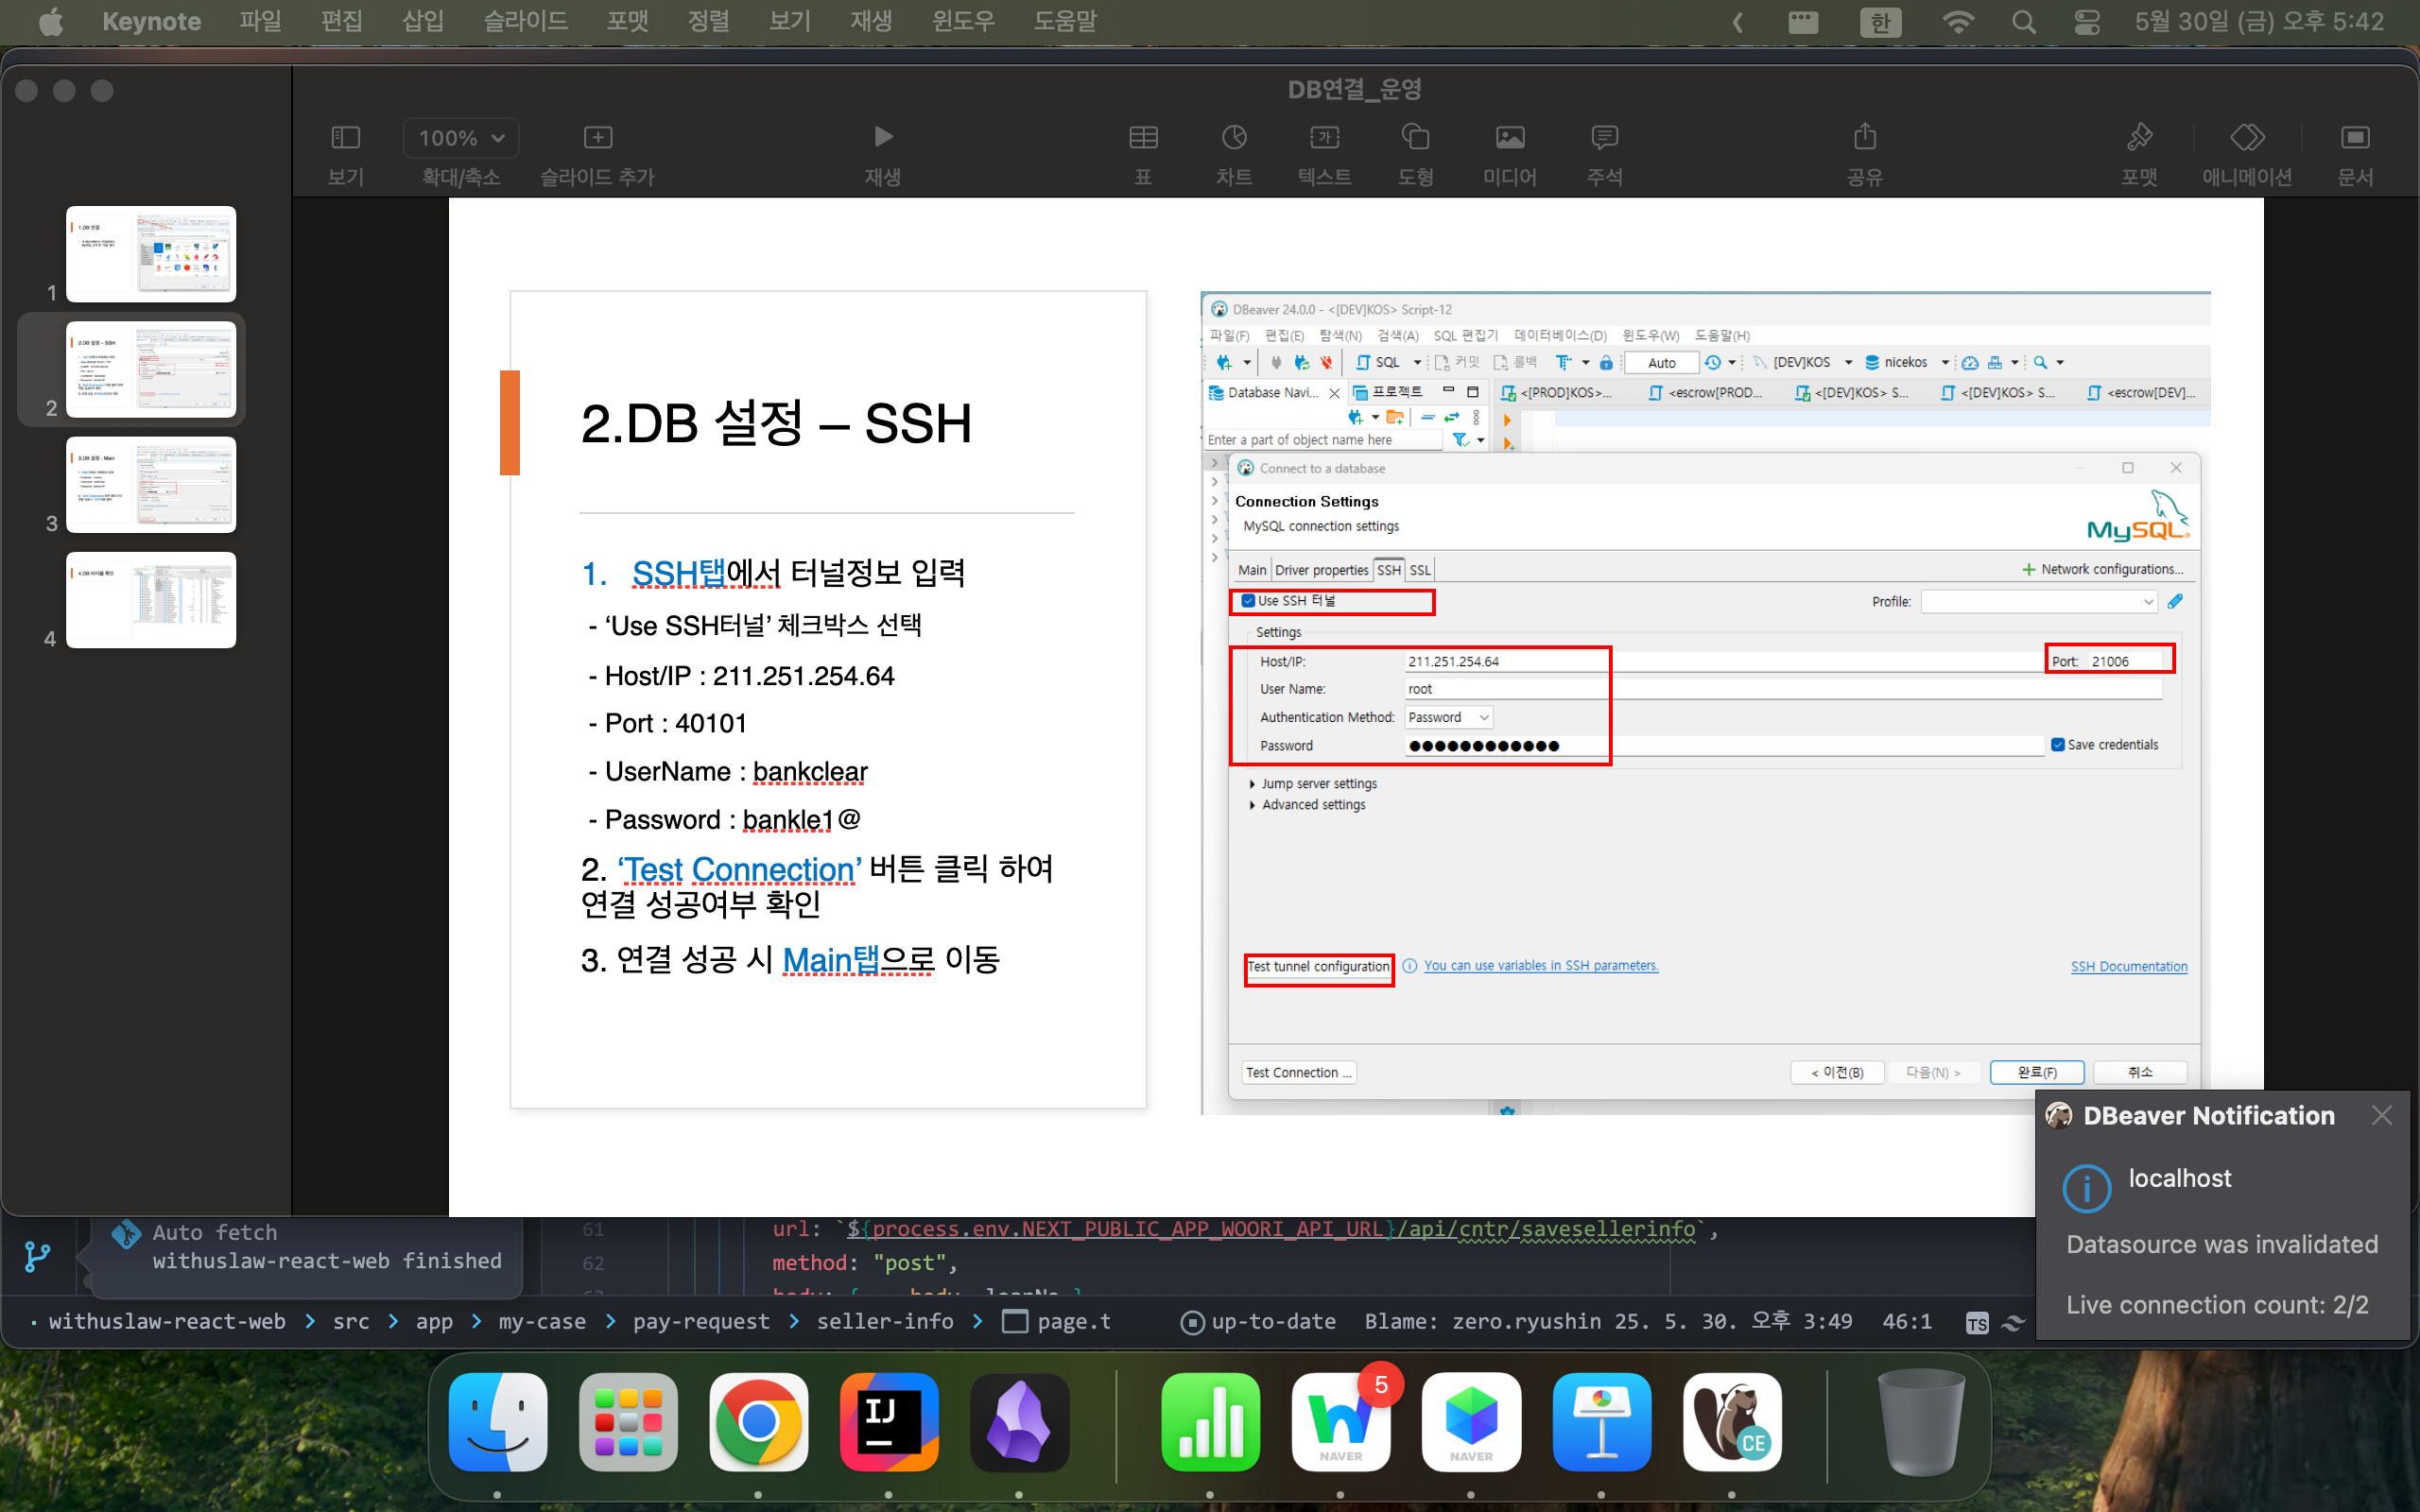 Keynote 파일 편집 삽입 슬라이드 포맷 정렬 보기 재생 윈도우 도움말 한 5월 30일 (금) 오후 5:42
DB연결_운영
100%
보기 확대/축소 슬라이드 추가 재생 표 차트 텍스트 도형 미디어 주석 공유 포맷 애니메이션 문서
1
2
3
4
2.DB 설정 – SSH
1. SSH탭에서 터널정보 입력
- ‘Use SSH터널’ 체크박스 선택
- Host/IP : 211.251.254.64
- Port : 40101
- UserName : bankclear
- Password : bankle1@
2. ‘Test Connection’ 버튼 클릭 하여
연결 성공여부 확인
3. 연결 성공 시 Main탭으로 이동
DBeaver 24.0.0 - <[DEV]KOS> Script-12
파일(F) 편집(E) 탐색(N) 검색(A) SQL 편집기 데이터베이스(D) 윈도우(W) 도움말(H)
SQL 커밋 롤백 Auto [DEV]KOS nicekos
Database Navi... 프로젝트 <[PROD]KOS>... <escrow[PROD... <[DEV]KOS> S... <[DEV]KOS> S... <escrow[DEV]...
Enter a part of object name here
Connect to a database
Connection Settings
MySQL connection settings
MySQL
Main Driver properties SSH SSL
Network configurations...
Use SSH 터널
Profile:
Settings
Host/IP: 211.251.254.64 Port: 21006
User Name: root
Authentication Method: Password
Password ●●●●●●●●●●●● Save credentials
Jump server settings
Advanced settings
Test tunnel configuration You can use variables in SSH parameters. SSH Documentation
Test Connection ... < 이전(B) 다음(N) > 완료(F) 취소
DBeaver Notification
localhost
Datasource was invalidated
Live connection count: 2/2
Auto fetch
withuslaw-react-web finished
61 url: `${process.env.NEXT_PUBLIC_APP_WOORI_API_URL}/api/cntr/savesellerinfo`,
62 method: "post",
withuslaw-react-web > src > app > my-case > pay-request > seller-info > page.t up-to-date Blame: zero.ryushin 25. 5. 30. 오후 3:49 46:1 TS
IJ
5
NAVER
NAVER
CE